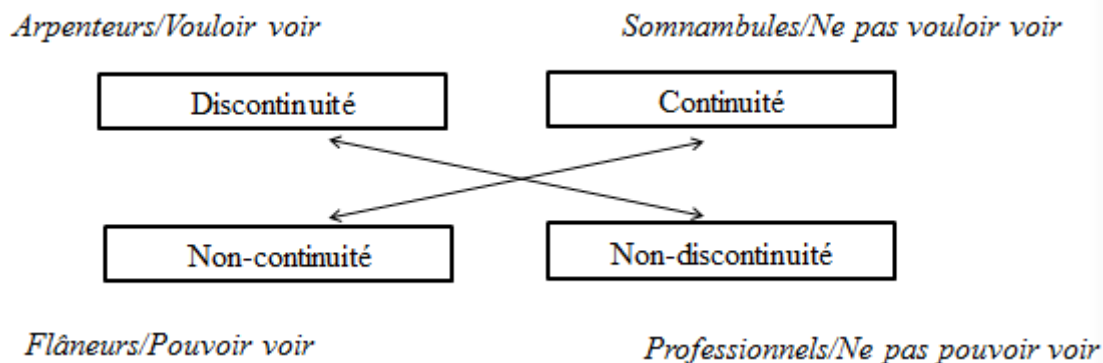 Arpenteurs/Vouloir voir
Somnambules/Ne pas vouloir voir
Discontinuité
Continuité
Non-continuité
Non-discontinuité
Flâneurs/Pouvoir voir
Professionnels/Ne pas pouvoir voir